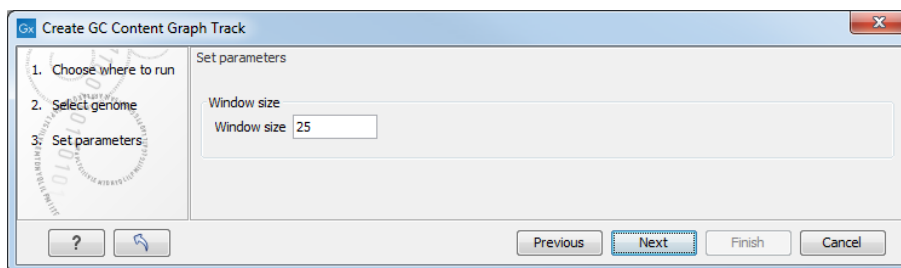 Gx Create GC Content Graph Track
1. Choose where to run
2. Select genome
3. Set parameters
Set parameters
Window size
Window size 25
? Previous Next Finish Cancel